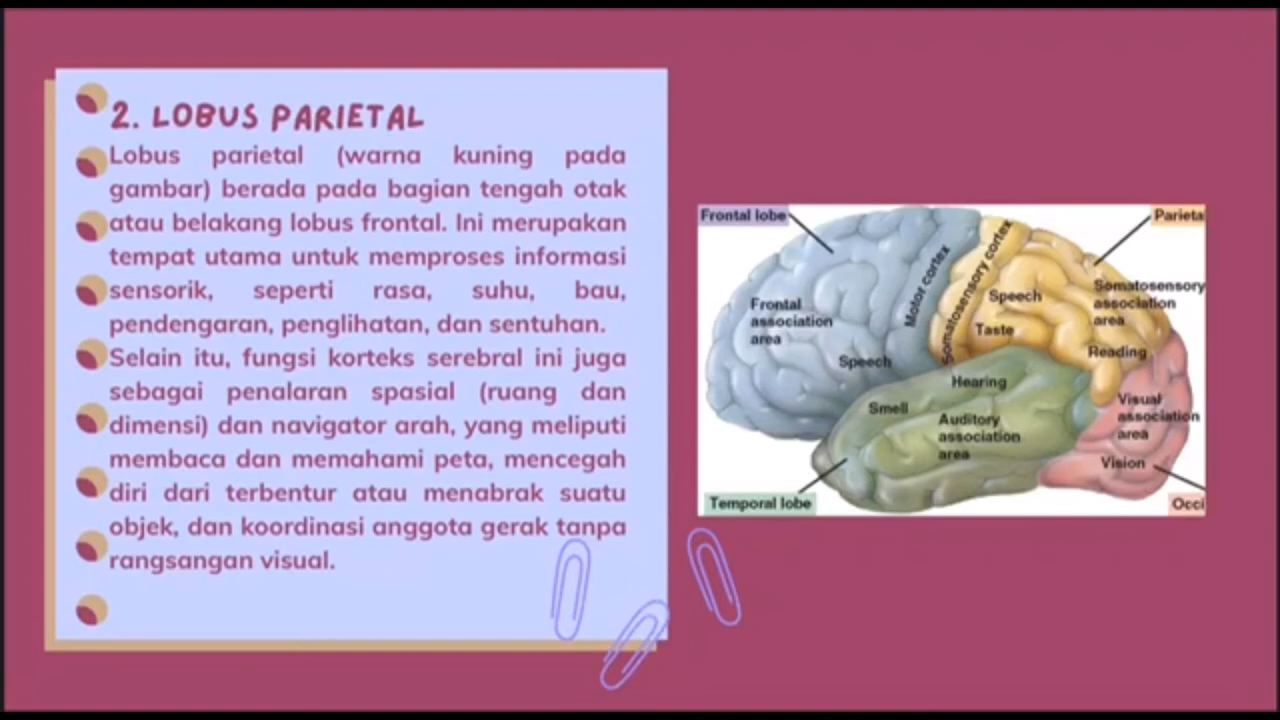 2. LOBUS PARIETAL
Lobus parietal (warna kuning pada
gambar) berada pada bagian tengah otak
atau belakang lobus frontal. Ini merupakan
tempat utama untuk memproses informasi
sensorik, seperti rasa, suhu, bau,
pendengaran, penglihatan, dan sentuhan.
Selain itu, fungsi korteks serebral ini juga
sebagai penalaran spasial (ruang dan
dimensi) dan navigator arah, yang meliputi
membaca dan memahami peta, mencegah
diri dari terbentur atau menabrak suatu
objek, dan koordinasi anggota gerak tanpa
rangsangan visual.
Frontal lobe
Parieta
Motor cortex
Somatosensory cortex
Frontal
association
area
Speech
Speech
Taste
Somatosensory
association
area
Reading
Hearing
Smell
Auditory
association
area
Visual
association
area
Vision
Temporal lobe
Occi